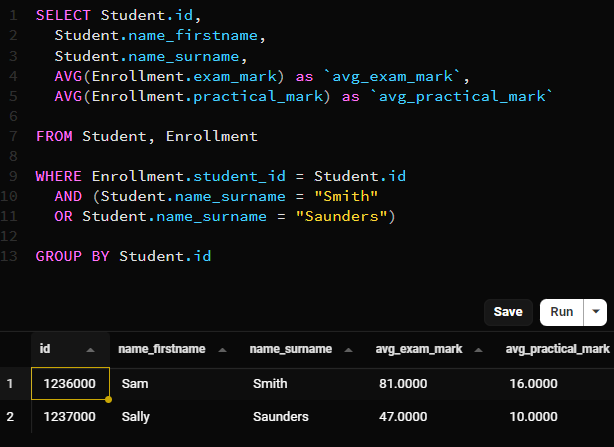 1 SELECT Student.id,
2 Student.name_firstname,
3 Student.name_surname,
4 AVG(Enrollment.exam_mark) as `avg_exam_mark`,
5 AVG(Enrollment.practical_mark) as `avg_practical_mark`
6
7 FROM Student, Enrollment
8
9 WHERE Enrollment.student_id = Student.id
10 AND (Student.name_surname = "Smith"
11 OR Student.name_surname = "Saunders")
12
13 GROUP BY Student.id
Save Run
id name_firstname name_surname avg_exam_mark avg_practical_mark
1 1236000 Sam Smith 81.0000 16.0000
2 1237000 Sally Saunders 47.0000 10.0000